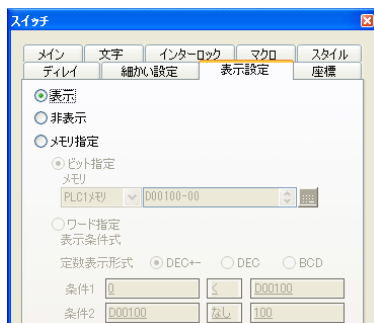 スイッチ
メイン 文字 インターロック マクロ スタイル
ディレイ 細かい設定 表示設定 座標
表示
非表示
メモリ指定
ビット指定
メモリ
PLC1メモリ D00100-00
ワード指定
表示条件式
定数表示形式 DEC+- DEC BCD
条件1 0 < D00100
条件2 D00100 なし 100